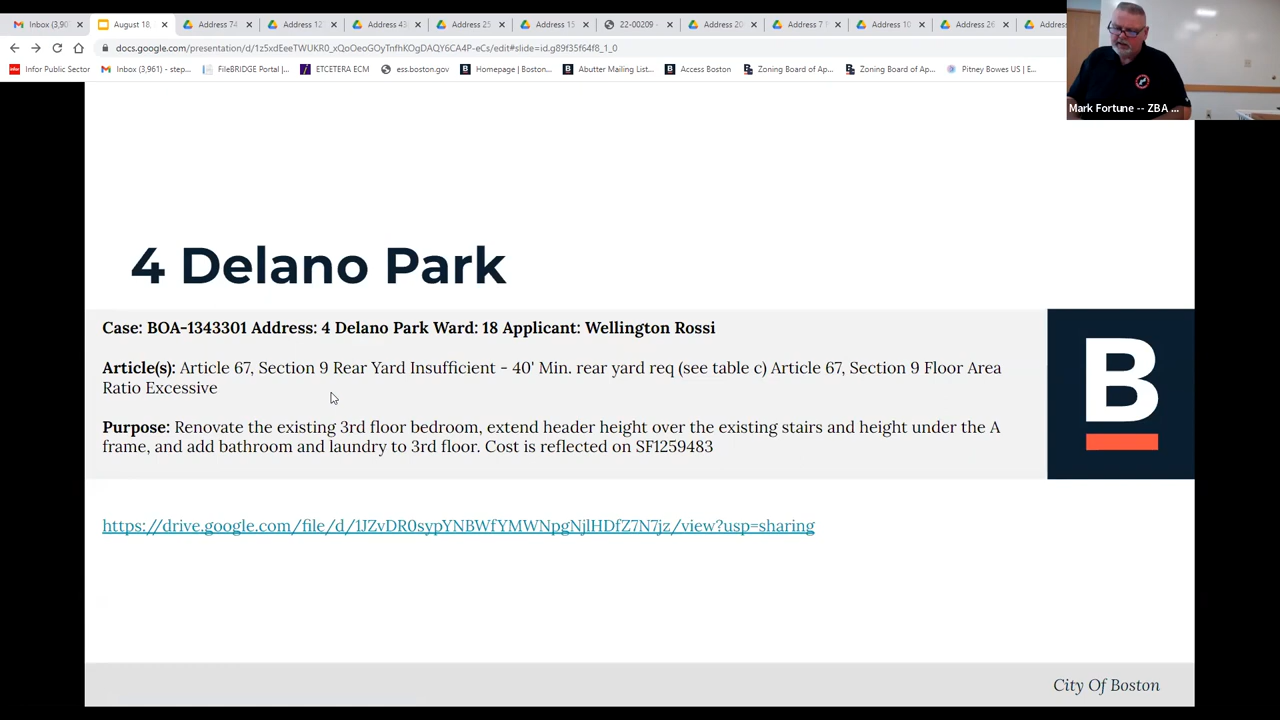 Inbox (3,90
August 18,
Address 74
Address 12
Address 43
Address 25
Address 15
22-00209 -
Address 20
Address 7 I
Address 10
Address 26
Address
docs.google.com/presentation/d/1z5xdEeeTWUKR0_xQoOeoGOyTnfhKOgDAQY6CA4P-eCs/edit#slide=id.g89f35f64f8_1_0
Infor Public Sector
Inbox (3,961) - step...
FileBRIDGE Portal |...
ETCETERA ECM
ess.boston.gov
Homepage | Boston...
Abutter Mailing List...
Access Boston
Zoning Board of Ap...
Zoning Board of Ap...
Pitney Bowes US | E...
Mark Fortune -- ZBA ...
4 Delano Park
Case: BOA-1343301 Address: 4 Delano Park Ward: 18 Applicant: Wellington Rossi
Article(s): Article 67, Section 9 Rear Yard Insufficient - 40' Min. rear yard req (see table c) Article 67, Section 9 Floor Area
Ratio Excessive
Purpose: Renovate the existing 3rd floor bedroom, extend header height over the existing stairs and height under the A
frame, and add bathroom and laundry to 3rd floor. Cost is reflected on SF1259483
B
https://drive.google.com/file/d/1JZvDR0sypYNBWfYMWNpgNjlHDfZ7N7jz/view?usp=sharing
City Of Boston